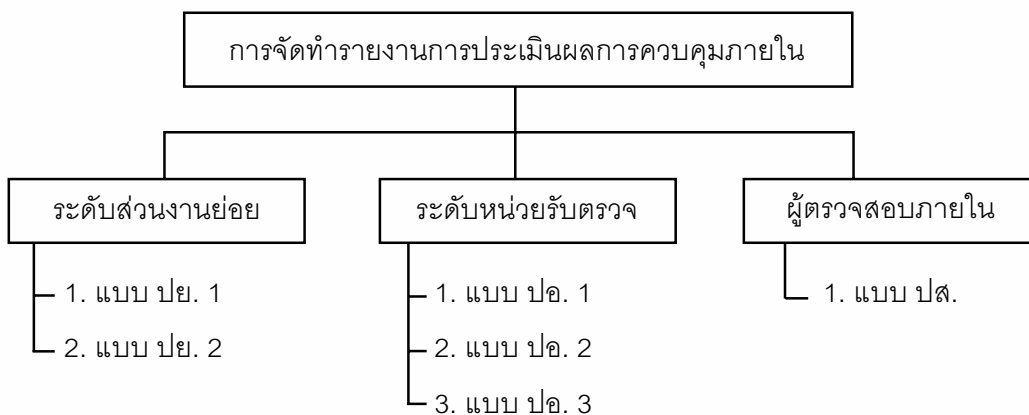 การจัดทำรายงานการประเมินผลการควบคุมภายใน
ระดับส่วนงานย่อย
1. แบบ ปย. 1
2. แบบ ปย. 2
ระดับหน่วยรับตรวจ
1. แบบ ปอ. 1
2. แบบ ปอ. 2
3. แบบ ปอ. 3
ผู้ตรวจสอบภายใน
1. แบบ ปส.